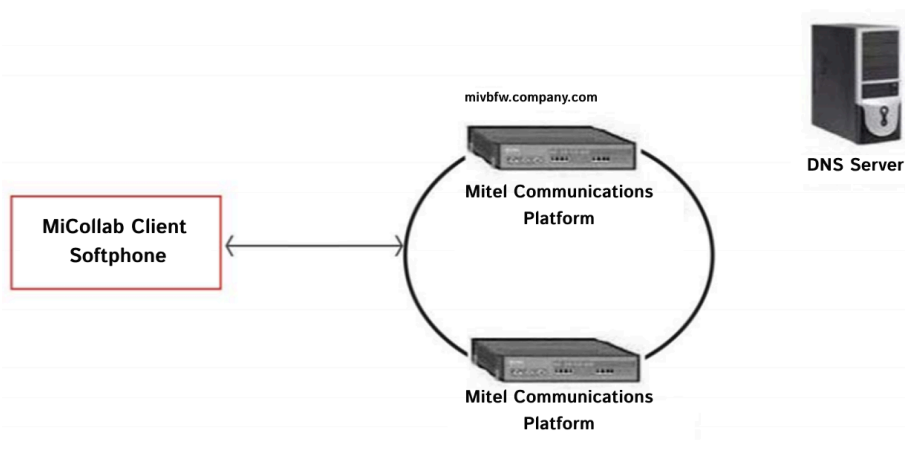 mivbfw.company.com
DNS Server
Mitel Communications
Platform
MiCollab Client
Softphone
Mitel Communications
Platform